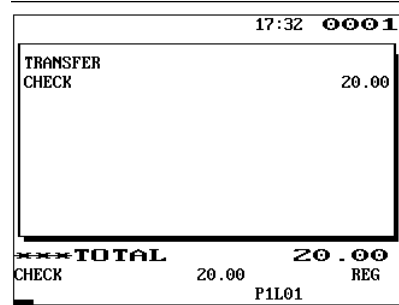 17:32 0001
TRANSFER
CHECK 20.00
***TOTAL 20.00
CHECK 20.00 REG
P1L01